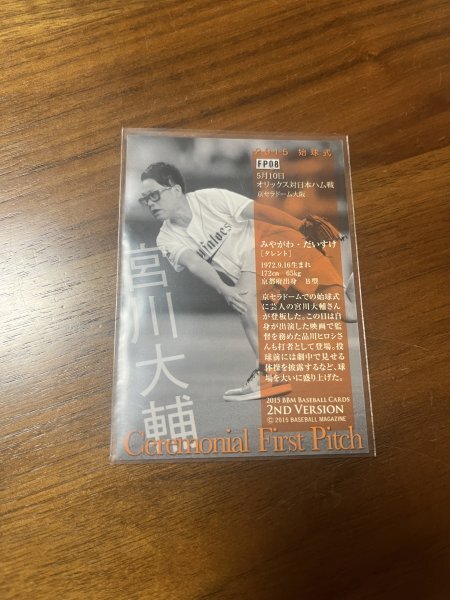 2015 始球式
FP08
5月10日
オリックス対日本ハム戦
京セラドーム大阪
みやがわ・だいすけ
[タレント]
1972.9.16生まれ
172cm 65kg
京都府出身 B型
京セラドームでの始球式
に芸人の宮川大輔さん
が登板した。この日は自
身が出演した映画で監
督を務めた品川ヒロシさ
んも打者として登場。投
球前には劇中で見せる
体操を披露するなど、球
場を大いに盛り上げた。
2015 BBM Baseball Cards
2nd Version
© 2015 BASEBALL MAGAZINE
宮川大輔
Ceremonial First Pitch